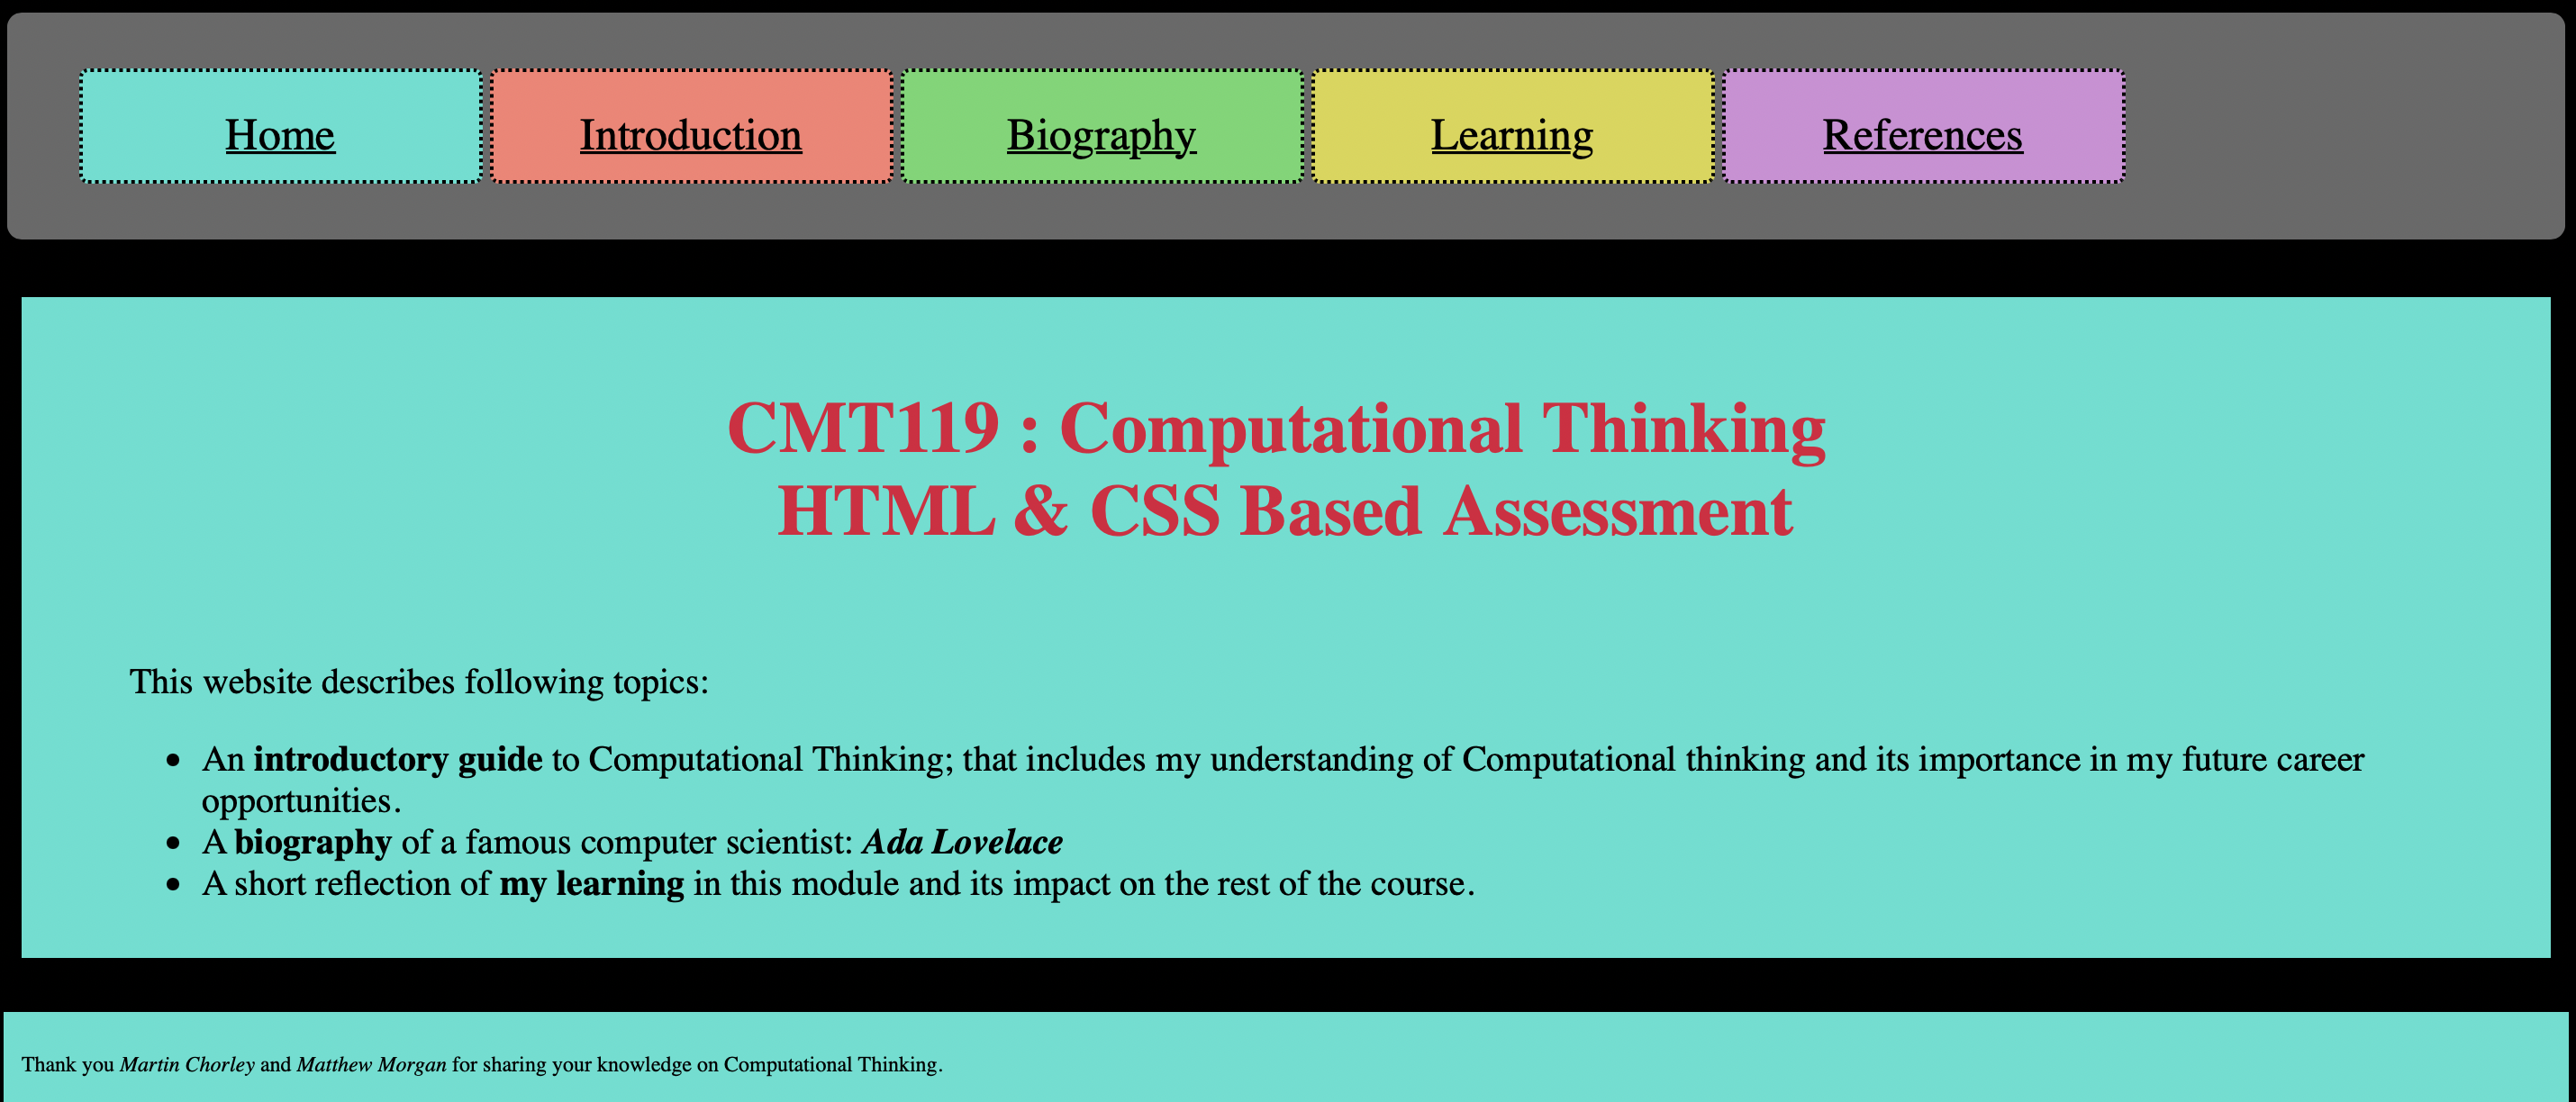 Home Introduction Biography Learning References
CMT119 : Computational Thinking
HTML & CSS Based Assessment
This website describes following topics:
• An introductory guide to Computational Thinking; that includes my understanding of Computational thinking and its importance in my future career
opportunities.
• A biography of a famous computer scientist: Ada Lovelace
• A short reflection of my learning in this module and its impact on the rest of the course.
Thank you Martin Chorley and Matthew Morgan for sharing your knowledge on Computational Thinking.